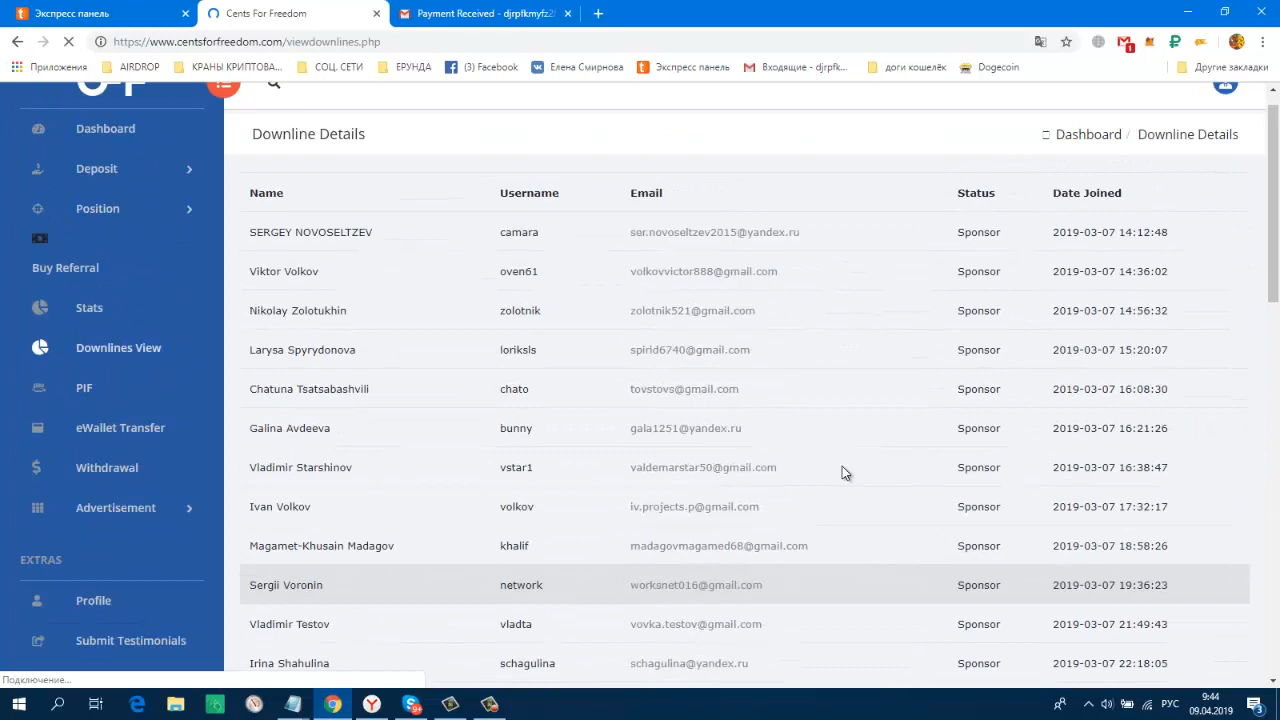 Экспресс панель
Cents For Freedom
Payment Received - djrpfkmyfz2
https://www.centsforfreedom.com/viewdownlines.php
1
Приложения
AIRDROP
КРАНЫ КРИПТОВА...
СОЦ. СЕТИ
ЕРУНДА
(3) Facebook
Елена Смирнова
Экспресс панель
Входящие - djrpfk...
доги кошелёк
Dogecoin
Другие закладки
Downline Details
Dashboard / Downline Details
Name Username Email Status Date Joined
SERGEY NOVOSELTZEV camara ser.novoseltzev2015@yandex.ru Sponsor 2019-03-07 14:12:48
Viktor Volkov oven61 volkovvictor888@gmail.com Sponsor 2019-03-07 14:36:02
Nikolay Zolotukhin zolotnik zolotnik521@gmail.com Sponsor 2019-03-07 14:56:32
Larysa Spyrydonova loriksls spirid6740@gmail.com Sponsor 2019-03-07 15:20:07
Chatuna Tsatsabashvili chato tovstovs@gmail.com Sponsor 2019-03-07 16:08:30
Galina Avdeeva bunny gala1251@yandex.ru Sponsor 2019-03-07 16:21:26
Vladimir Starshinov vstar1 valdemarstar50@gmail.com Sponsor 2019-03-07 16:38:47
Ivan Volkov volkov iv.projects.p@gmail.com Sponsor 2019-03-07 17:32:17
Magamet-Khusain Madagov khalif madagovmagamed68@gmail.com Sponsor 2019-03-07 18:58:26
Sergii Voronin network worksnet016@gmail.com Sponsor 2019-03-07 19:36:23
Vladimir Testov vladta vovka.testov@gmail.com Sponsor 2019-03-07 21:49:43
Irina Shahulina schagulina schagulina@yandex.ru Sponsor 2019-03-07 22:18:05
Dashboard
Deposit
Position
Buy Referral
Stats
Downlines View
PIF
eWallet Transfer
Withdrawal
Advertisement
EXTRAS
Profile
Submit Testimonials
Подключение...
РУС
9:44
09.04.2019
3